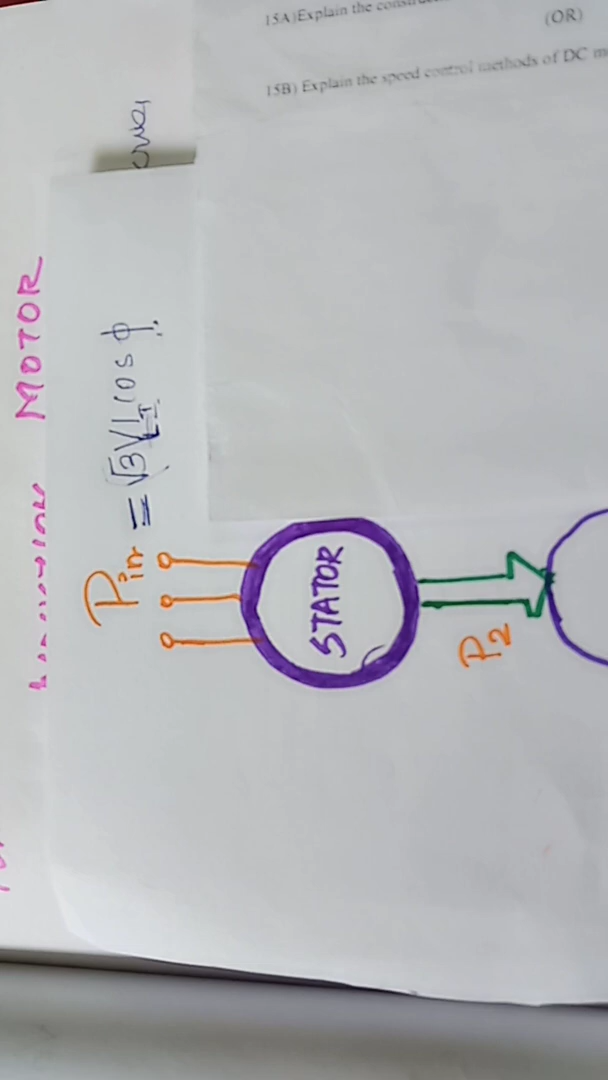 15A)Explain the
(OR)
15B) Explain the speed control methods of DC
MOTOR
Pin = √3 VL IL cos ϕ.
STATOR
P2